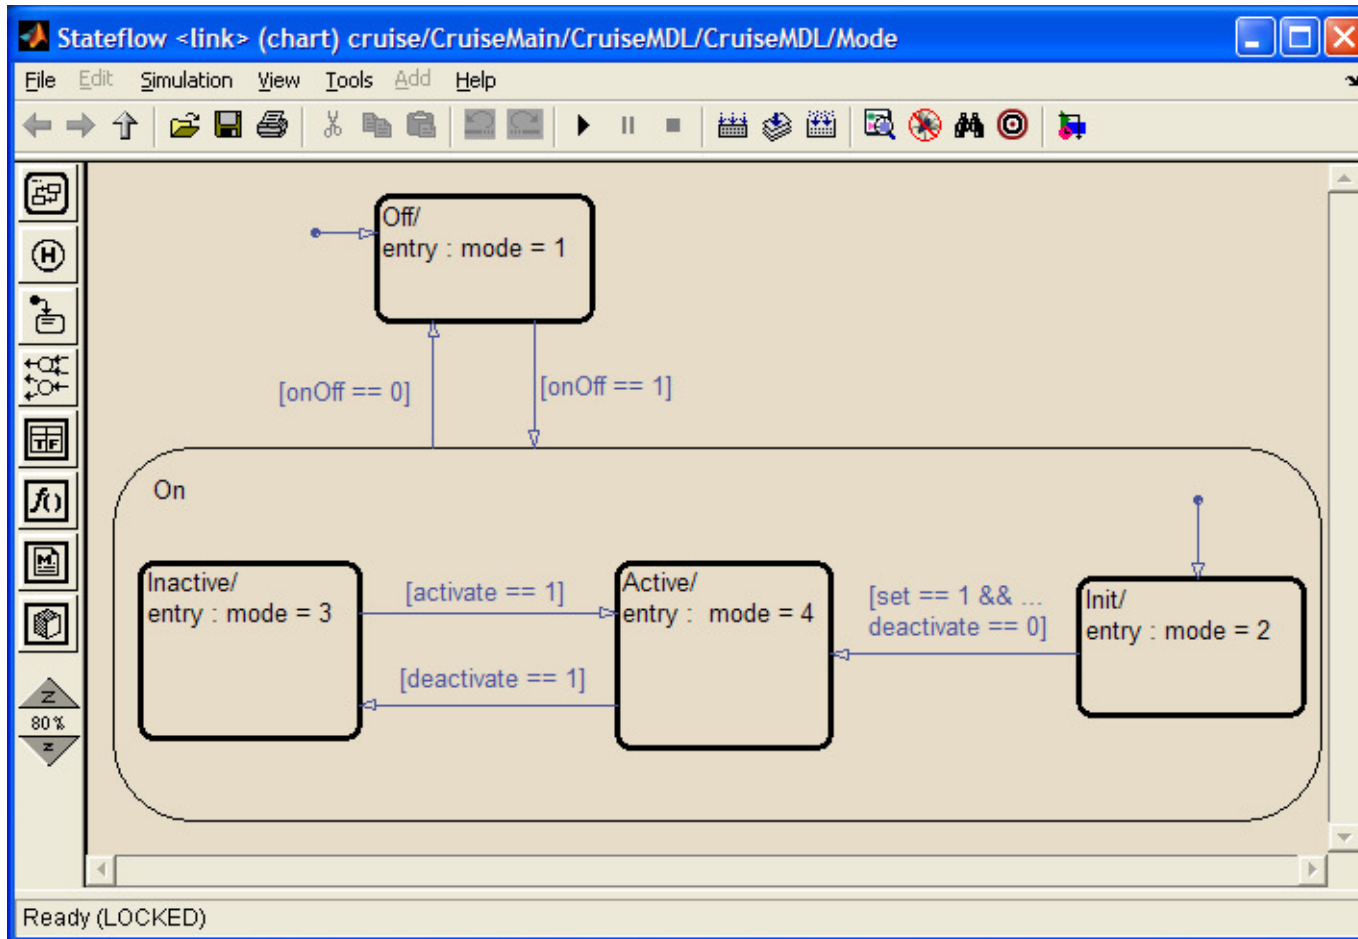 Stateflow <link> (chart) cruise/CruiseMain/CruiseMDL/CruiseMDL/Mode
File Edit Simulation View Tools Add Help
Off/
entry : mode = 1
[onOff == 0]
[onOff == 1]
On
Inactive/
entry : mode = 3
[activate == 1]
[deactivate == 1]
Active/
entry :  mode = 4
[set == 1 && ...
deactivate == 0]
Init/
entry : mode = 2
H
TF
f()
M
Z
80%
Z
Ready (LOCKED)